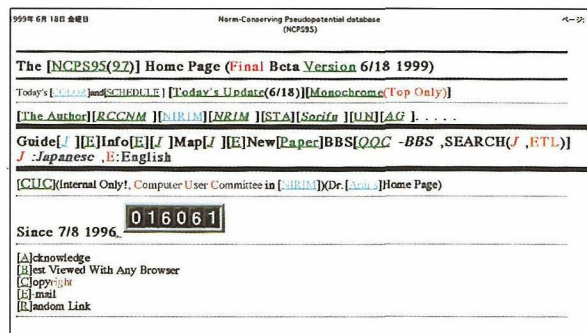 1999年 6月 18日 金曜日 Norm-Conserving Pseudopotential database ページ:
(NCPS95)
The [NCPS95(97)] Home Page (Final Beta Version 6/18 1999)
Today's [COLOR]and[SCHEDULE] [Today's Update(6/18)][Monochrome(Top Only)]
[The Author][RCCNM ][NIRIM][NRIM ][STA][Sorifu ][UN][AG ]. . . . .
Guide[J ][E]Info[E][J ]Map[J ][E]New[Paper]BBS[QQC -BBS ,SEARCH(J ,ETL)]
J :Japanese ,E:English
[CUC](Internal Only!, Computer User Committee in [NIRIM])(Dr.[Arai's]Home Page)
Since 7/8 1996. 016061
[A]cknowledge
[B]est Viewed With Any Browser
[C]opyright
[E]-mail
[R]andom Link